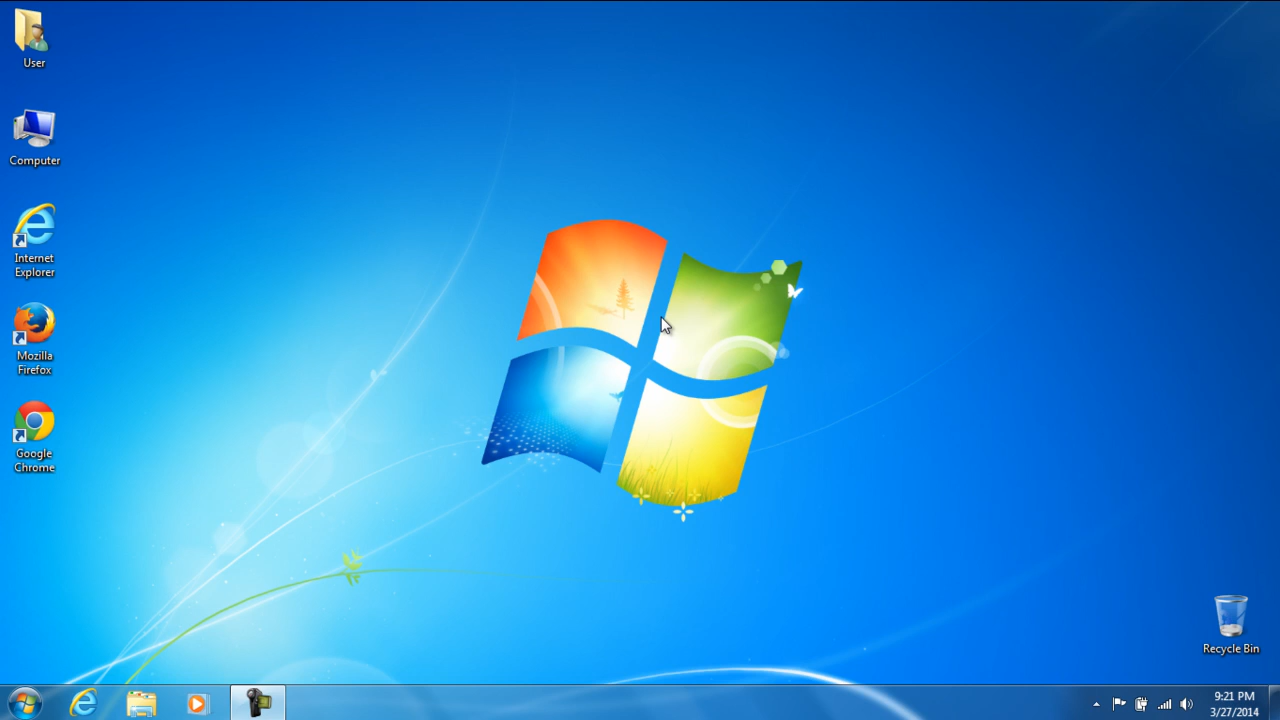 User
Computer
Internet
Explorer
Mozilla
Firefox
Google
Chrome
Recycle Bin
9:21 PM
3/27/2014